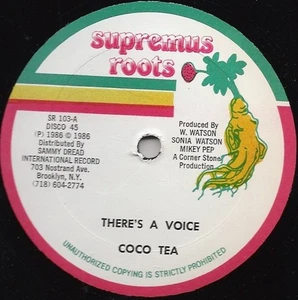 supremus
roots
SR 103-A
DISCO 45
(P) 1986 © 1986
Distributed By
SAMMY DREAD
INTERNATIONAL RECORD
703 Nostrand Ave.
Brooklyn, N.Y.
(718) 604-2774
Produced By
W. WATSON
SONIA WATSON
MIKEY PEP
A Corner Stone
Production
THERE'S A VOICE
COCO TEA
UNAUTHORIZED COPYING IS STRICTLY PROHIBITED